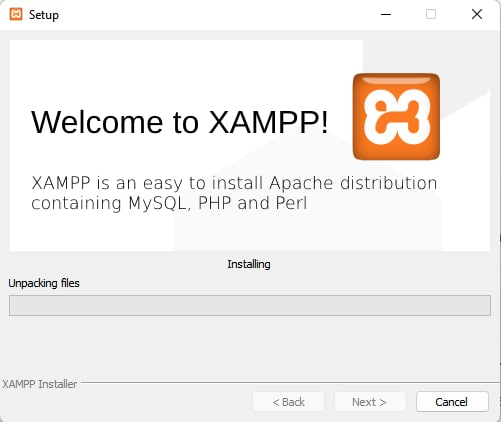 Setup
Welcome to XAMPP!
XAMPP is an easy to install Apache distribution
containing MySQL, PHP and Perl
Installing
Unpacking files
XAMPP Installer
< Back
Next >
Cancel